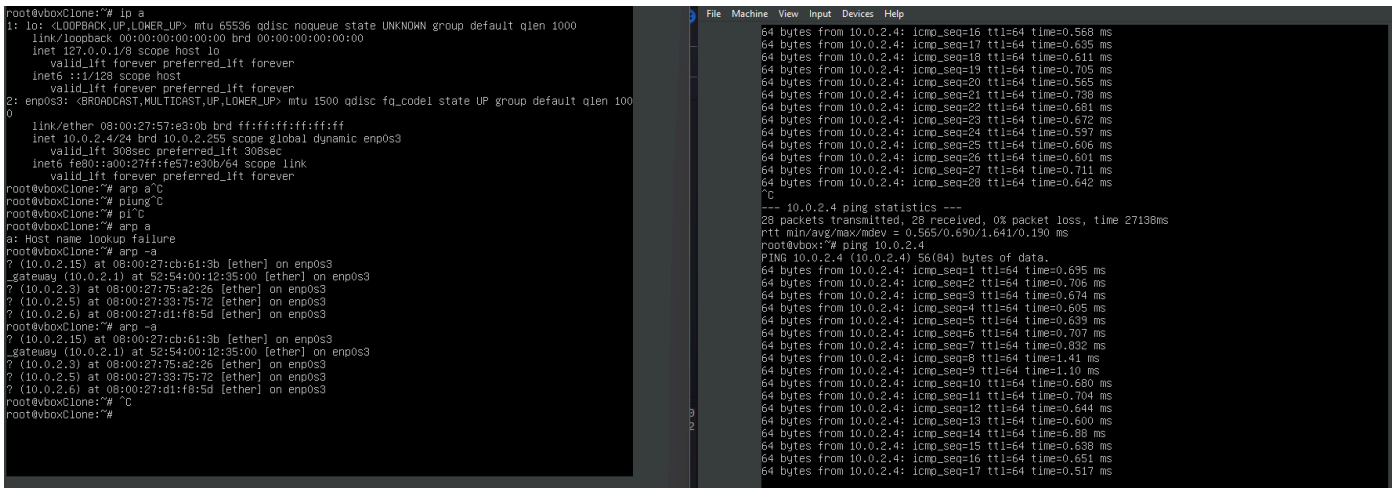 root@vboxClone:~# ip a
1: lo: <LOOPBACK,UP,LOWER_UP> mtu 65536 qdisc noqueue state UNKNOWN group default qlen 1000
    link/loopback 00:00:00:00:00:00 brd 00:00:00:00:00:00
    inet 127.0.0.1/8 scope host lo
       valid_lft forever preferred_lft forever
    inet6 ::1/128 scope host
       valid_lft forever preferred_lft forever
2: enp0s3: <BROADCAST,MULTICAST,UP,LOWER_UP> mtu 1500 qdisc fq_codel state UP group default qlen 100
0
    link/ether 08:00:27:57:e3:0b brd ff:ff:ff:ff:ff:ff
    inet 10.0.2.4/24 brd 10.0.2.255 scope global dynamic enp0s3
       valid_lft 308sec preferred_lft 308sec
    inet6 fe80::a00:27ff:fe57:e30b/64 scope link
       valid_lft forever preferred_lft forever
root@vboxClone:~# arp a^C
root@vboxClone:~# piung^C
root@vboxClone:~# pi^C
root@vboxClone:~# arp a
a: Host name lookup failure
root@vboxClone:~# arp -a
? (10.0.2.15) at 08:00:27:cb:61:3b [ether] on enp0s3
_gateway (10.0.2.1) at 52:54:00:12:35:00 [ether] on enp0s3
? (10.0.2.3) at 08:00:27:75:a2:26 [ether] on enp0s3
? (10.0.2.5) at 08:00:27:33:75:72 [ether] on enp0s3
? (10.0.2.6) at 08:00:27:d1:f8:5d [ether] on enp0s3
root@vboxClone:~# arp -a
? (10.0.2.15) at 08:00:27:cb:61:3b [ether] on enp0s3
_gateway (10.0.2.1) at 52:54:00:12:35:00 [ether] on enp0s3
? (10.0.2.3) at 08:00:27:75:a2:26 [ether] on enp0s3
? (10.0.2.5) at 08:00:27:33:75:72 [ether] on enp0s3
? (10.0.2.6) at 08:00:27:d1:f8:5d [ether] on enp0s3
root@vboxClone:~# ^C
root@vboxClone:~#
File Machine View Input Devices Help
64 bytes from 10.0.2.4: icmp_seq=16 ttl=64 time=0.568 ms
64 bytes from 10.0.2.4: icmp_seq=17 ttl=64 time=0.635 ms
64 bytes from 10.0.2.4: icmp_seq=18 ttl=64 time=0.611 ms
64 bytes from 10.0.2.4: icmp_seq=19 ttl=64 time=0.705 ms
64 bytes from 10.0.2.4: icmp_seq=20 ttl=64 time=0.565 ms
64 bytes from 10.0.2.4: icmp_seq=21 ttl=64 time=0.738 ms
64 bytes from 10.0.2.4: icmp_seq=22 ttl=64 time=0.681 ms
64 bytes from 10.0.2.4: icmp_seq=23 ttl=64 time=0.672 ms
64 bytes from 10.0.2.4: icmp_seq=24 ttl=64 time=0.597 ms
64 bytes from 10.0.2.4: icmp_seq=25 ttl=64 time=0.606 ms
64 bytes from 10.0.2.4: icmp_seq=26 ttl=64 time=0.601 ms
64 bytes from 10.0.2.4: icmp_seq=27 ttl=64 time=0.711 ms
64 bytes from 10.0.2.4: icmp_seq=28 ttl=64 time=0.642 ms
^C
--- 10.0.2.4 ping statistics ---
28 packets transmitted, 28 received, 0% packet loss, time 27138ms
rtt min/avg/max/mdev = 0.565/0.690/1.641/0.190 ms
root@vbox:~# ping 10.0.2.4
PING 10.0.2.4 (10.0.2.4) 56(84) bytes of data.
64 bytes from 10.0.2.4: icmp_seq=1 ttl=64 time=0.695 ms
64 bytes from 10.0.2.4: icmp_seq=2 ttl=64 time=0.706 ms
64 bytes from 10.0.2.4: icmp_seq=3 ttl=64 time=0.674 ms
64 bytes from 10.0.2.4: icmp_seq=4 ttl=64 time=0.605 ms
64 bytes from 10.0.2.4: icmp_seq=5 ttl=64 time=0.639 ms
64 bytes from 10.0.2.4: icmp_seq=6 ttl=64 time=0.707 ms
64 bytes from 10.0.2.4: icmp_seq=7 ttl=64 time=0.832 ms
64 bytes from 10.0.2.4: icmp_seq=8 ttl=64 time=1.41 ms
64 bytes from 10.0.2.4: icmp_seq=9 ttl=64 time=1.10 ms
64 bytes from 10.0.2.4: icmp_seq=10 ttl=64 time=0.680 ms
64 bytes from 10.0.2.4: icmp_seq=11 ttl=64 time=0.704 ms
64 bytes from 10.0.2.4: icmp_seq=12 ttl=64 time=0.644 ms
64 bytes from 10.0.2.4: icmp_seq=13 ttl=64 time=0.600 ms
64 bytes from 10.0.2.4: icmp_seq=14 ttl=64 time=6.88 ms
64 bytes from 10.0.2.4: icmp_seq=15 ttl=64 time=0.638 ms
64 bytes from 10.0.2.4: icmp_seq=16 ttl=64 time=0.651 ms
64 bytes from 10.0.2.4: icmp_seq=17 ttl=64 time=0.517 ms